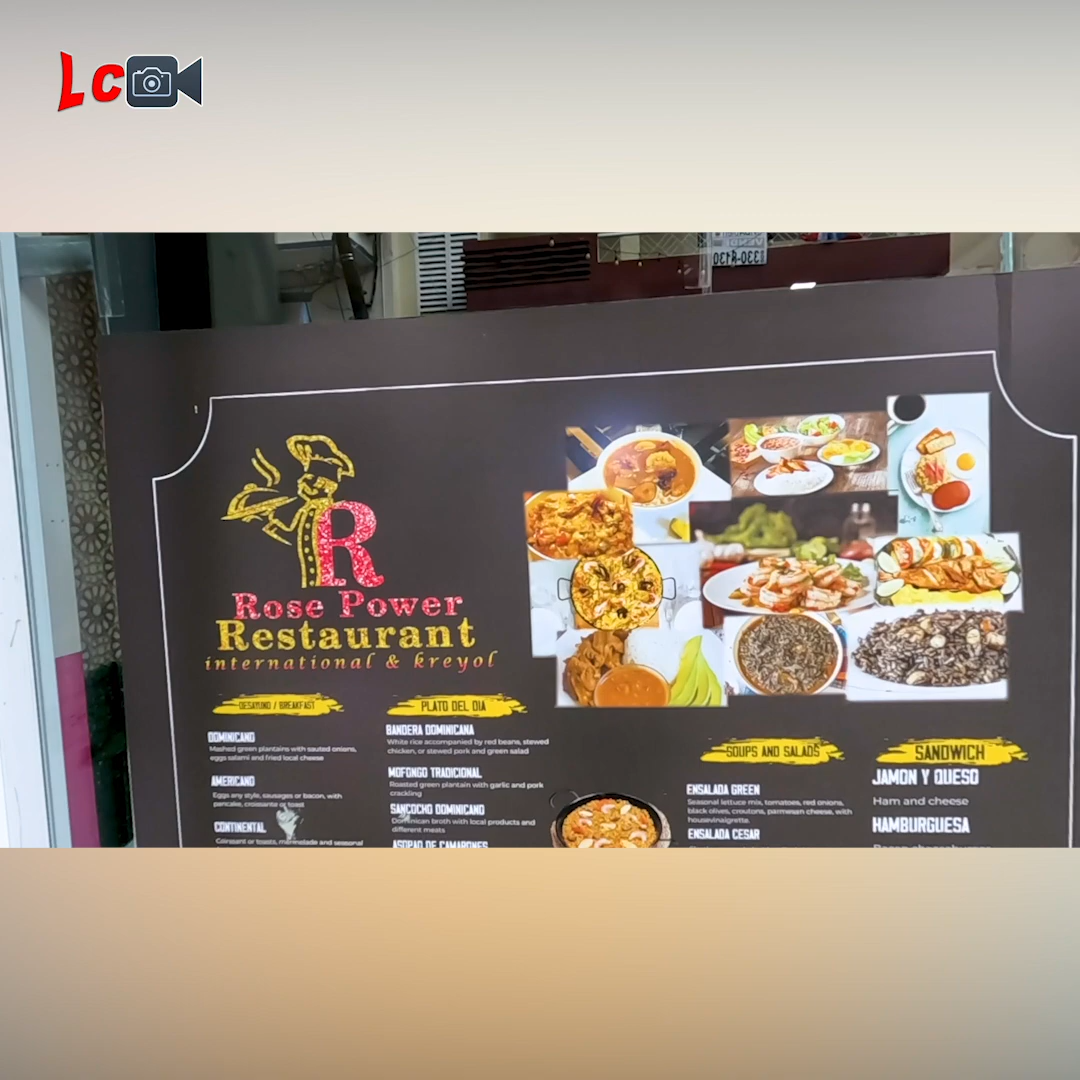 LC
R
Rose Power
Restaurant
international & kreyol
DESAYUNO / BREAKFAST
DOMINICANO
Mashed green plantains with sauted onions,
eggs salami and fried local cheese
AMERICANO
Eggs any style, sausages or bacon, with
pancake, croissante or toast
CONTINENTAL
Croissant or toasts, marmelade and seasonal
PLATO DEL DIA
BANDERA DOMINICANA
White rice accompanied by red beans, stewed
chicken, or stewed pork and green salad
MOFONGO TRADICIONAL
Roasted green plantain with garlic and pork
crackling
SANCOCHO DOMINICANO
Dominican broth with local products and
different meats
ASOPAO DE CAMARONES
SOUPS AND SALADS
ENSALADA GREEN
Seasonal lettuce mix, tomatoes, red onions,
black olives, croutons, parmesan cheese, with
housevinaigretta.
ENSALADA CESAR
SANDWICH
JAMON Y QUESO
Ham and cheese
HAMBURGUESA